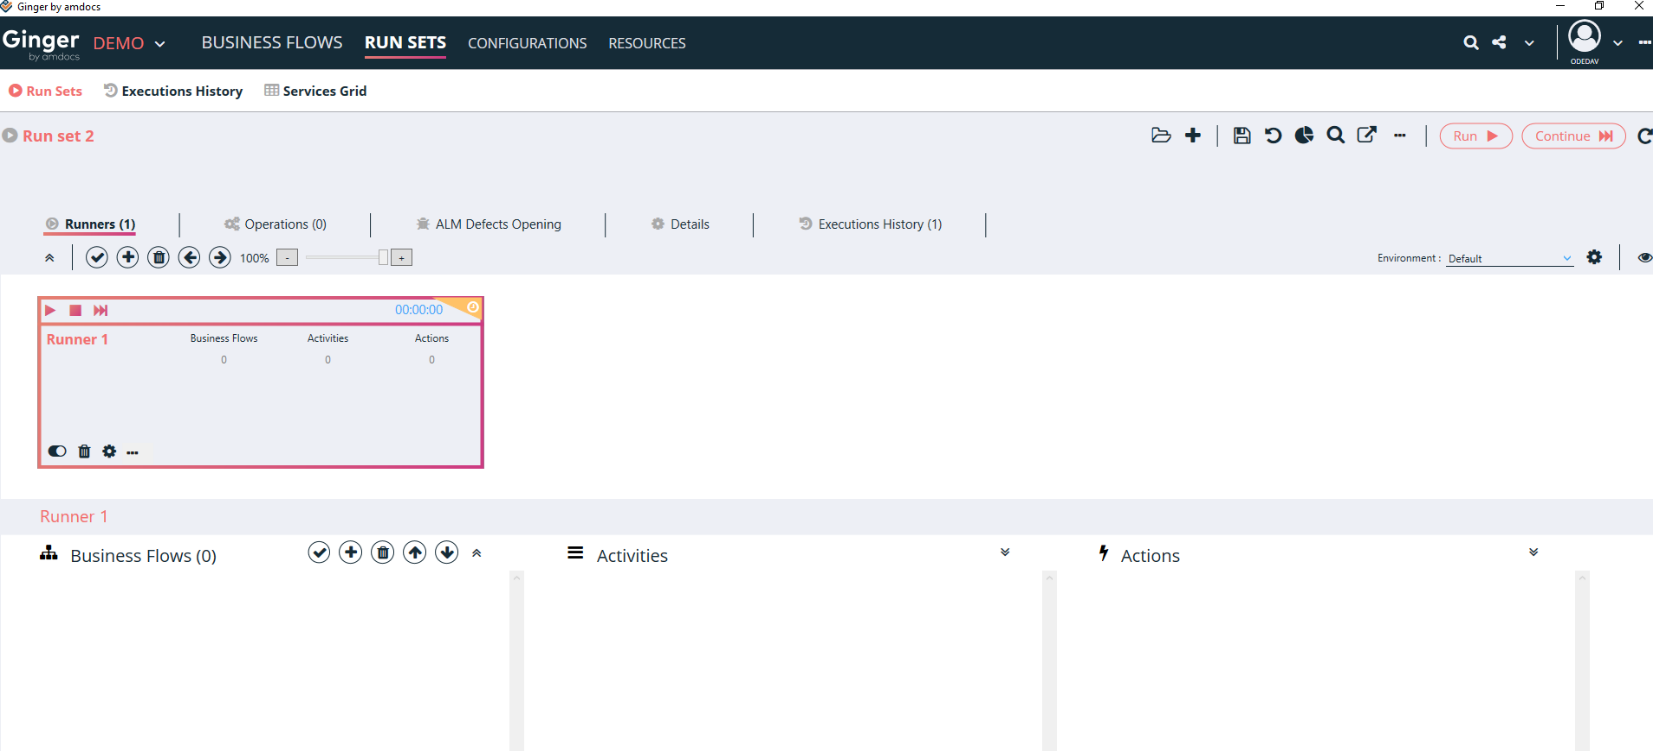 Ginger by amdocs
Ginger by amdocs DEMO BUSINESS FLOWS RUN SETS CONFIGURATIONS RESOURCES
ODEDAV
Run Sets Executions History Services Grid
Run set 2
Run Continue
Runners (1) Operations (0) ALM Defects Opening Details Executions History (1)
100% - + Environment : Default
00:00:00
Runner 1 Business Flows Activities Actions
0 0 0
Runner 1
Business Flows (0) Activities Actions